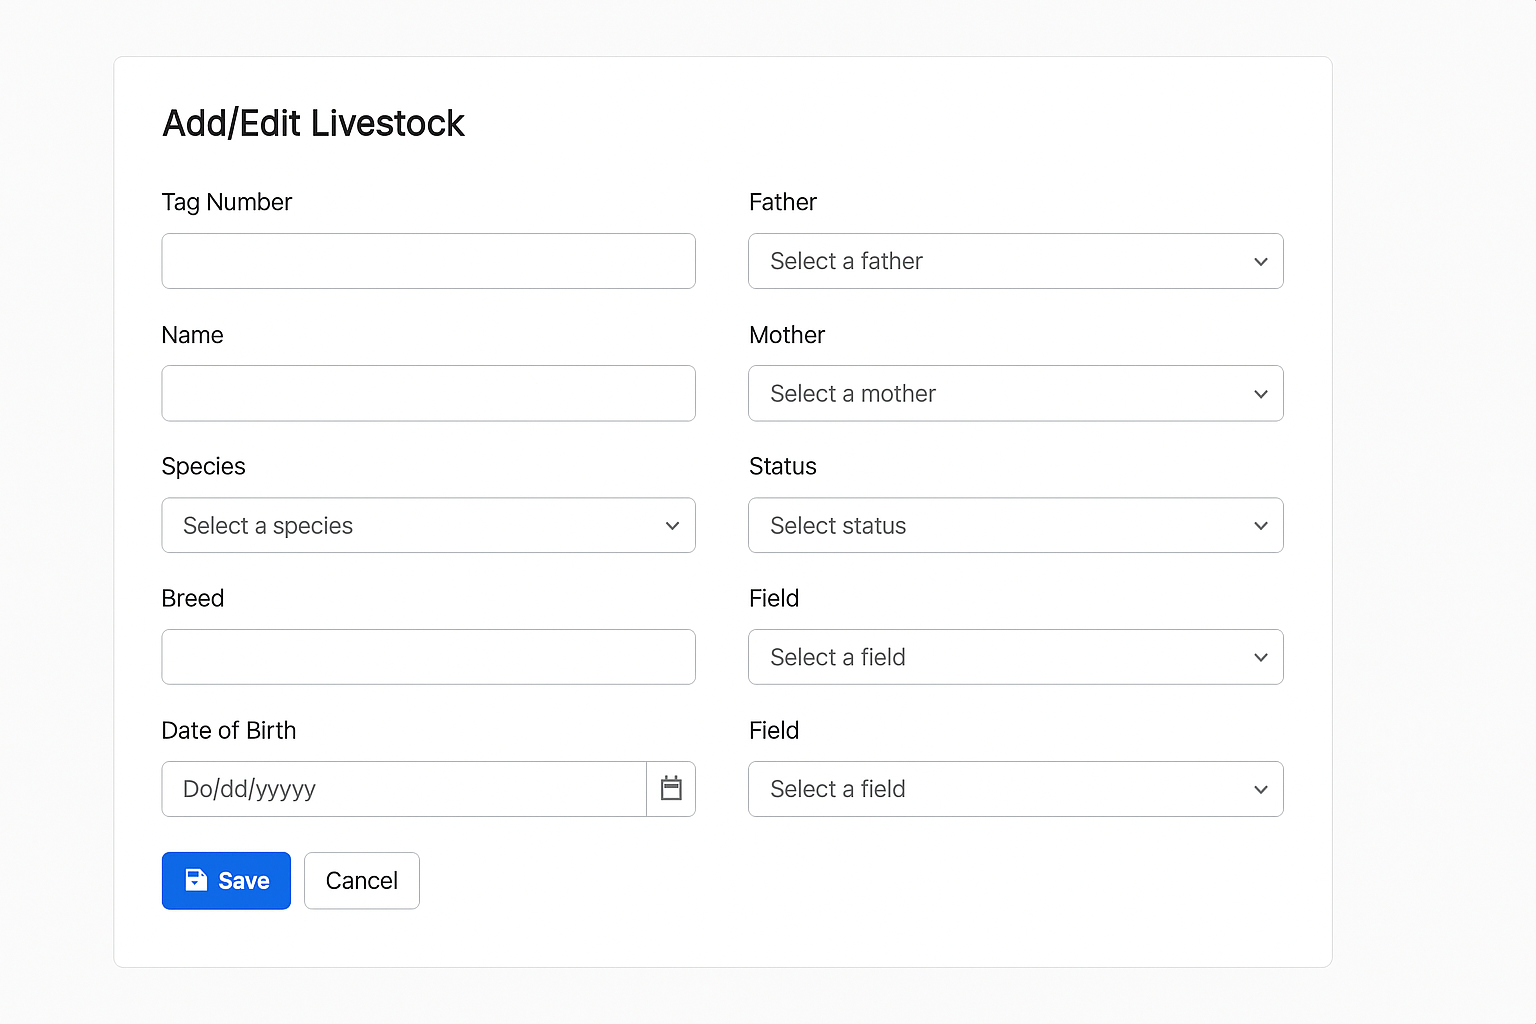 Add/Edit Livestock
Tag Number
Father
Select a father
Name
Mother
Select a mother
Species
Status
Select a species
Select status
Breed
Field
Select a field
Date of Birth
Field
Do/dd/yyyyy
Select a field
Save
Cancel